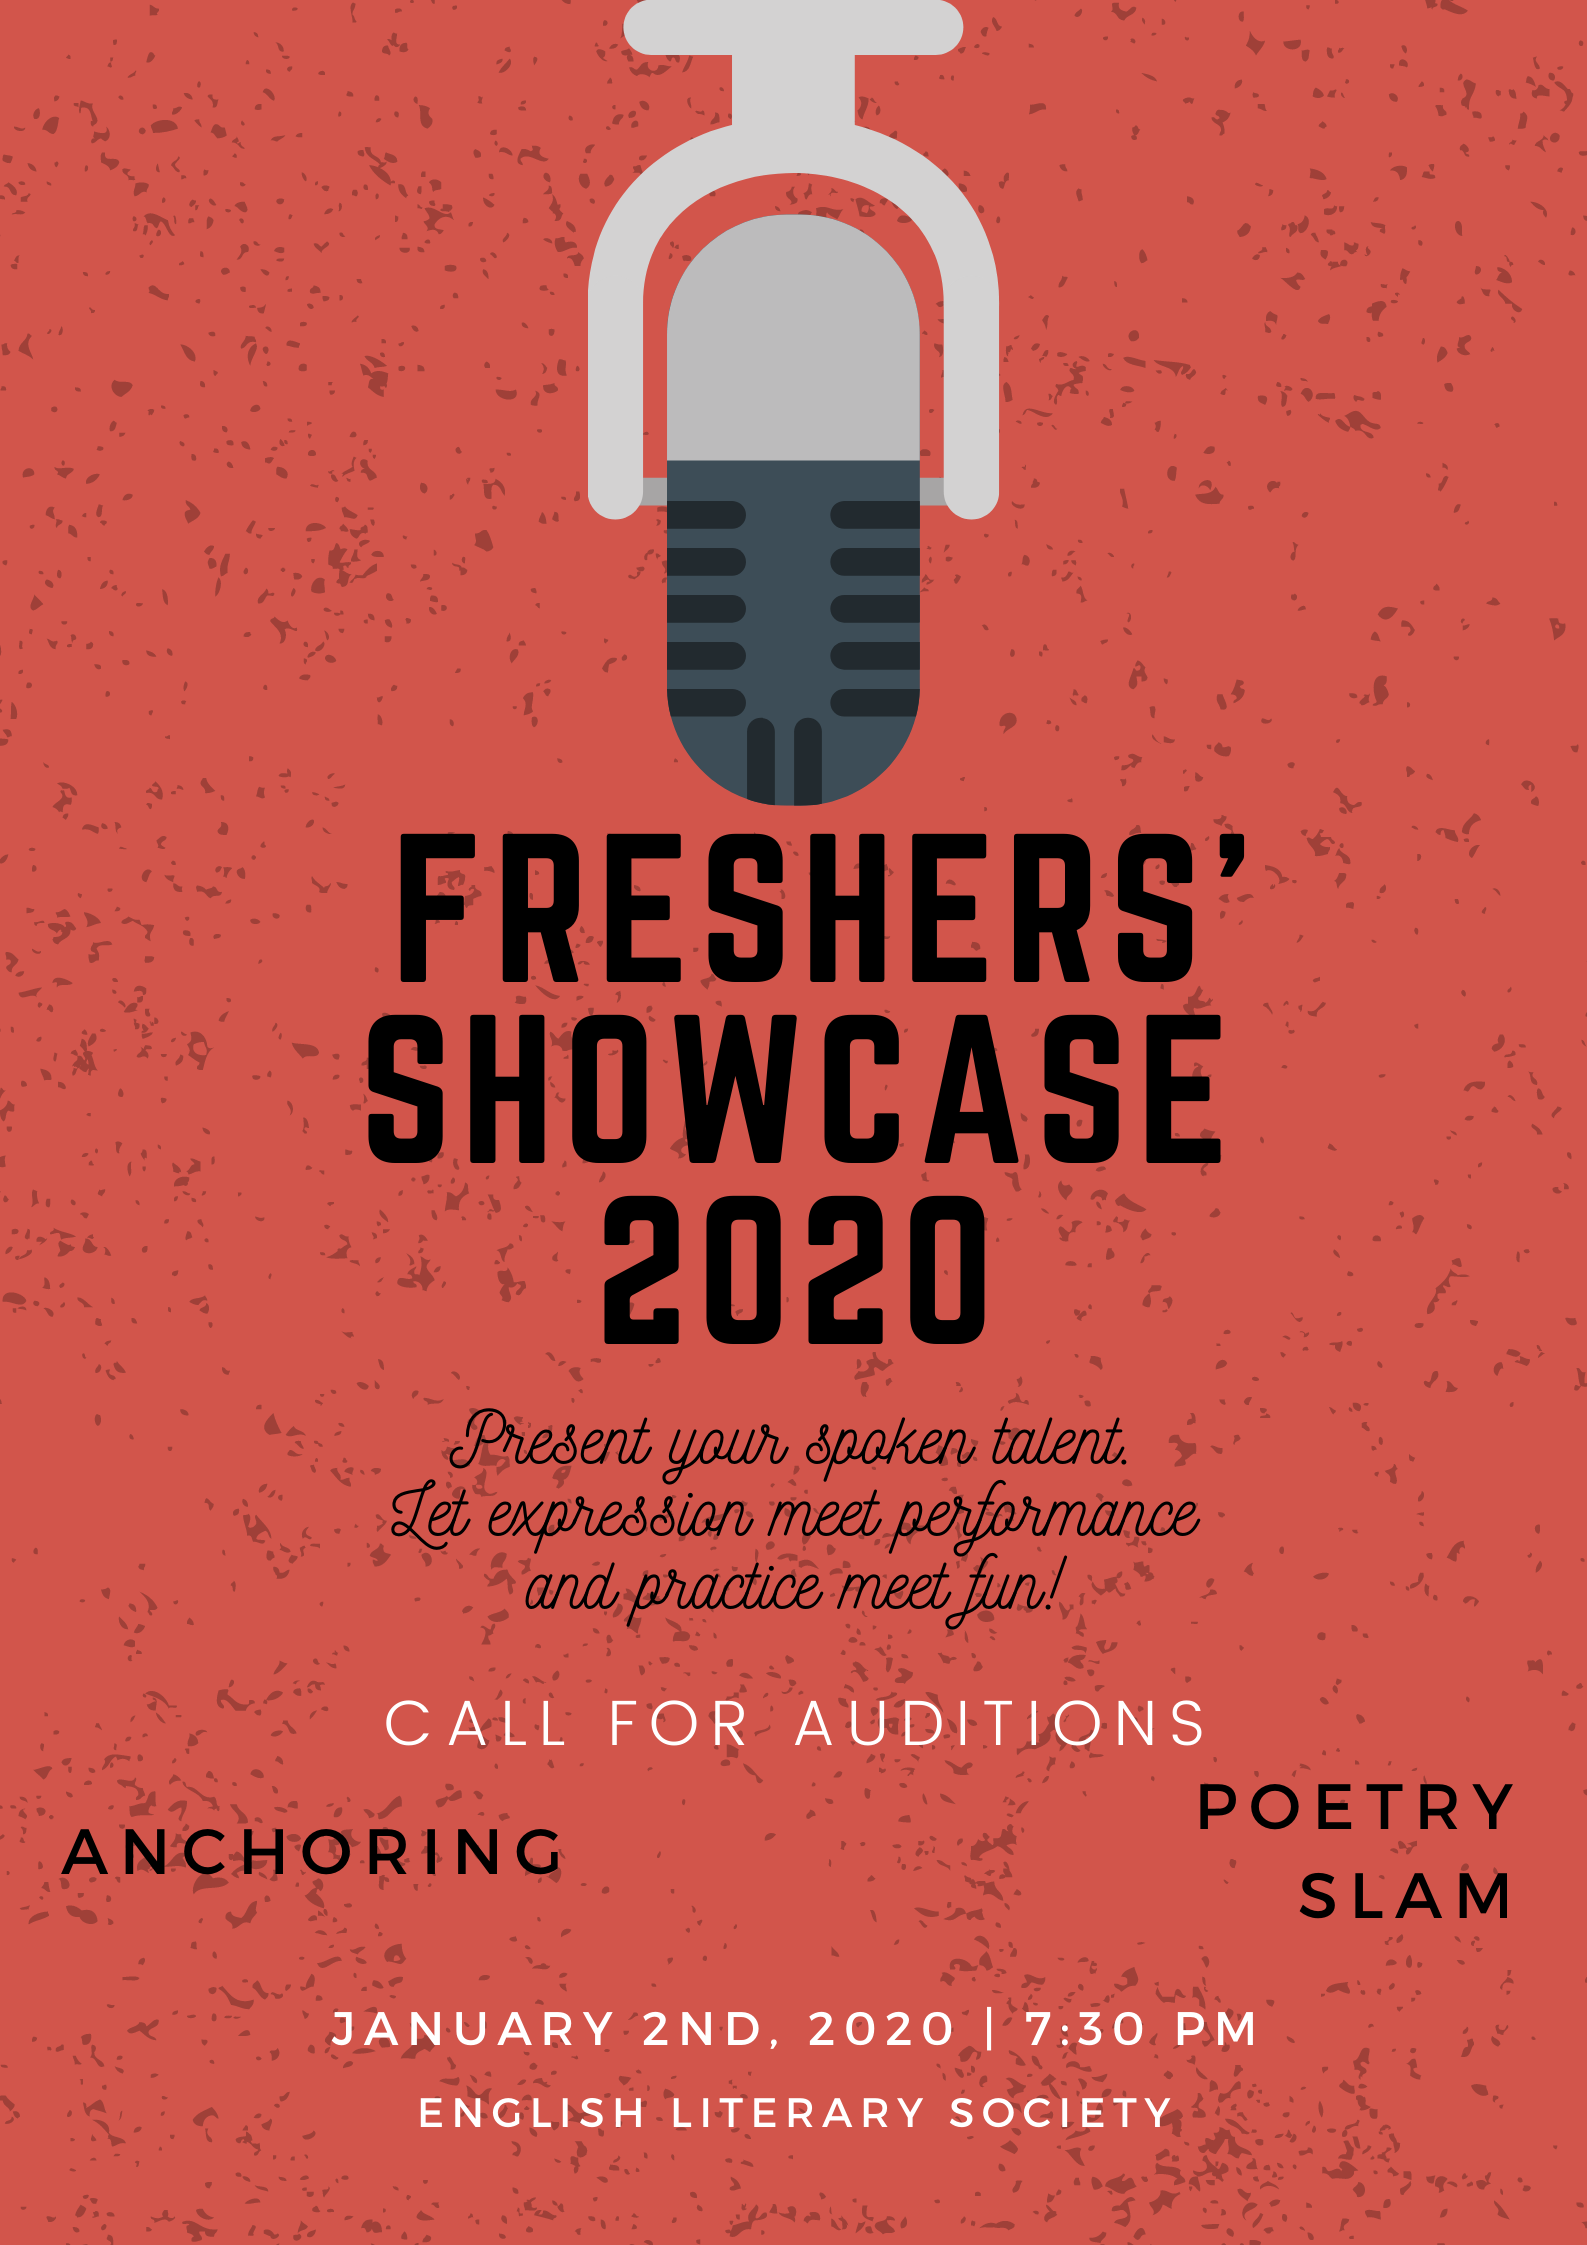 FRESHERS’
SHOWCASE
2020
Present your spoken talent.
Let expression meet performance
and practice meet fun!
CALL FOR AUDITIONS
ANCHORING
POETRY
SLAM
JANUARY 2ND, 2020 | 7:30 PM
ENGLISH LITERARY SOCIETY